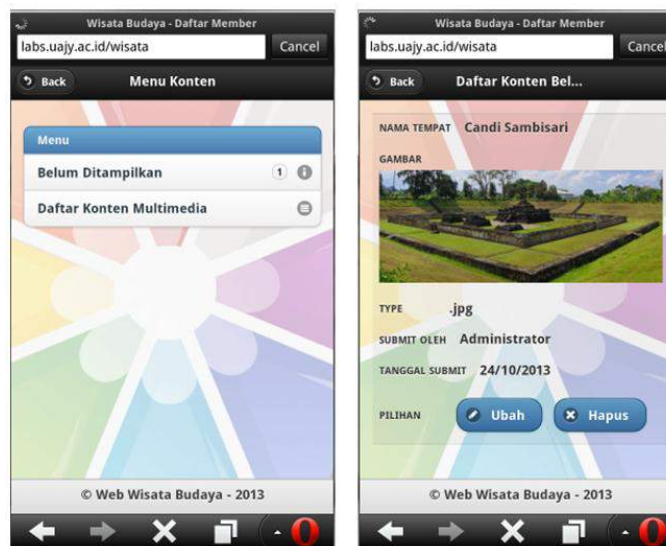 Wisata Budaya - Daftar Member
labs.uajy.ac.id/wisata
Cancel
Back
Menu Konten
Menu
Belum Ditampilkan 1
Daftar Konten Multimedia
© Web Wisata Budaya - 2013
Wisata Budaya - Daftar Member
labs.uajy.ac.id/wisata
Cancel
Back
Daftar Konten Bel...
NAMA TEMPAT Candi Sambisari
GAMBAR
TYPE .jpg
SUBMIT OLEH Administrator
TANGGAL SUBMIT 24/10/2013
PILIHAN Ubah Hapus
© Web Wisata Budaya - 2013